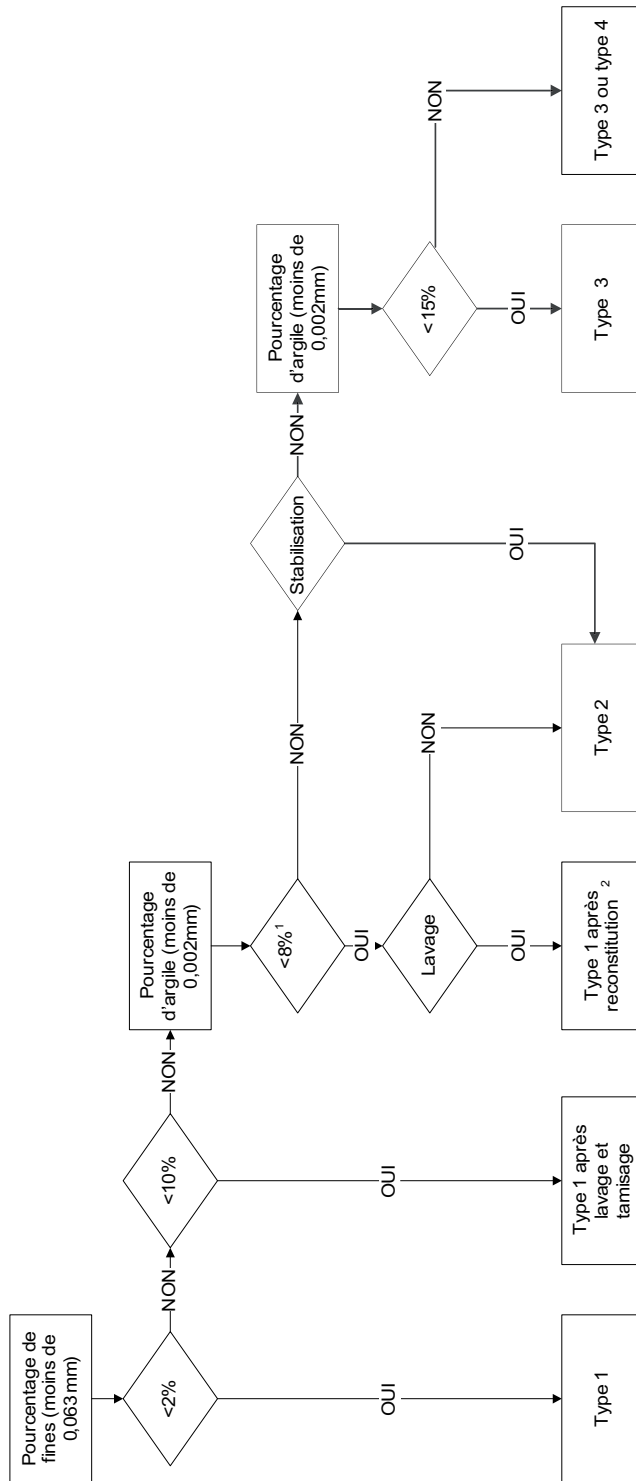 Pourcentage de
fines (moins de
0,063 mm)
<2%
NON
<10%
NON
Pourcentage
d'argile (moins de
0,002mm)
<8% 1
NON
Stabilisation
NON
Pourcentage
d'argile (moins de
0,002mm)
<15%
NON
OUI
Lavage
NON
OUI
OUI
OUI
OUI
OUI
Type 1
Type 1 après
lavage et
tamisage
Type 1 après
reconstitution 2
Type 2
Type 3
Type 3 ou type 4